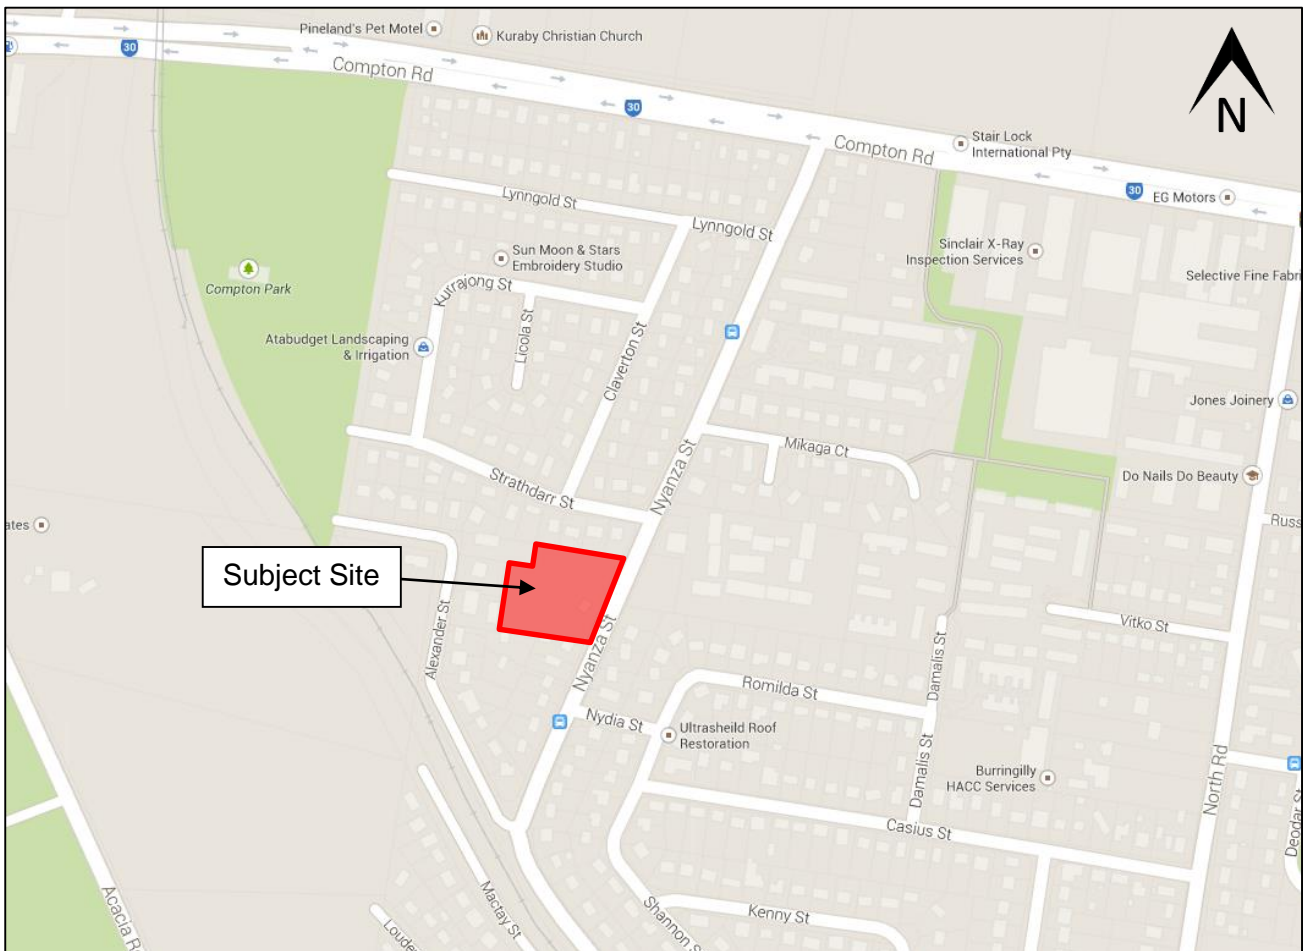 Pineland's Pet Motel
Kuraby Christian Church
30
Compton Rd
30
N
Compton Rd
Stair Lock
International Pty
30
EG Motors
Lynngold St
Lynngold St
Sun Moon & Stars
Embroidery Studio
Sinclair X-Ray
Inspection Services
Selective Fine Fabri
Compton Park
Kurrajong St
Licola St
Atabudget Landscaping
& Irrigation
Claverton St
Jones Joinery
Mikaga Ct
Nyanza St
Strathdarr St
Do Nails Do Beauty
ates
Russ
Subject Site
Alexander St
Nyanza St
Vitko St
Damalis St
Romilda St
Nydia St
Ultrasheild Roof
Restoration
Damalis St
Burringilly
HACC Services
North Rd
Casius St
Deodar St
Acacia R
Mactay St
Shannon S
Kenny St
Loude